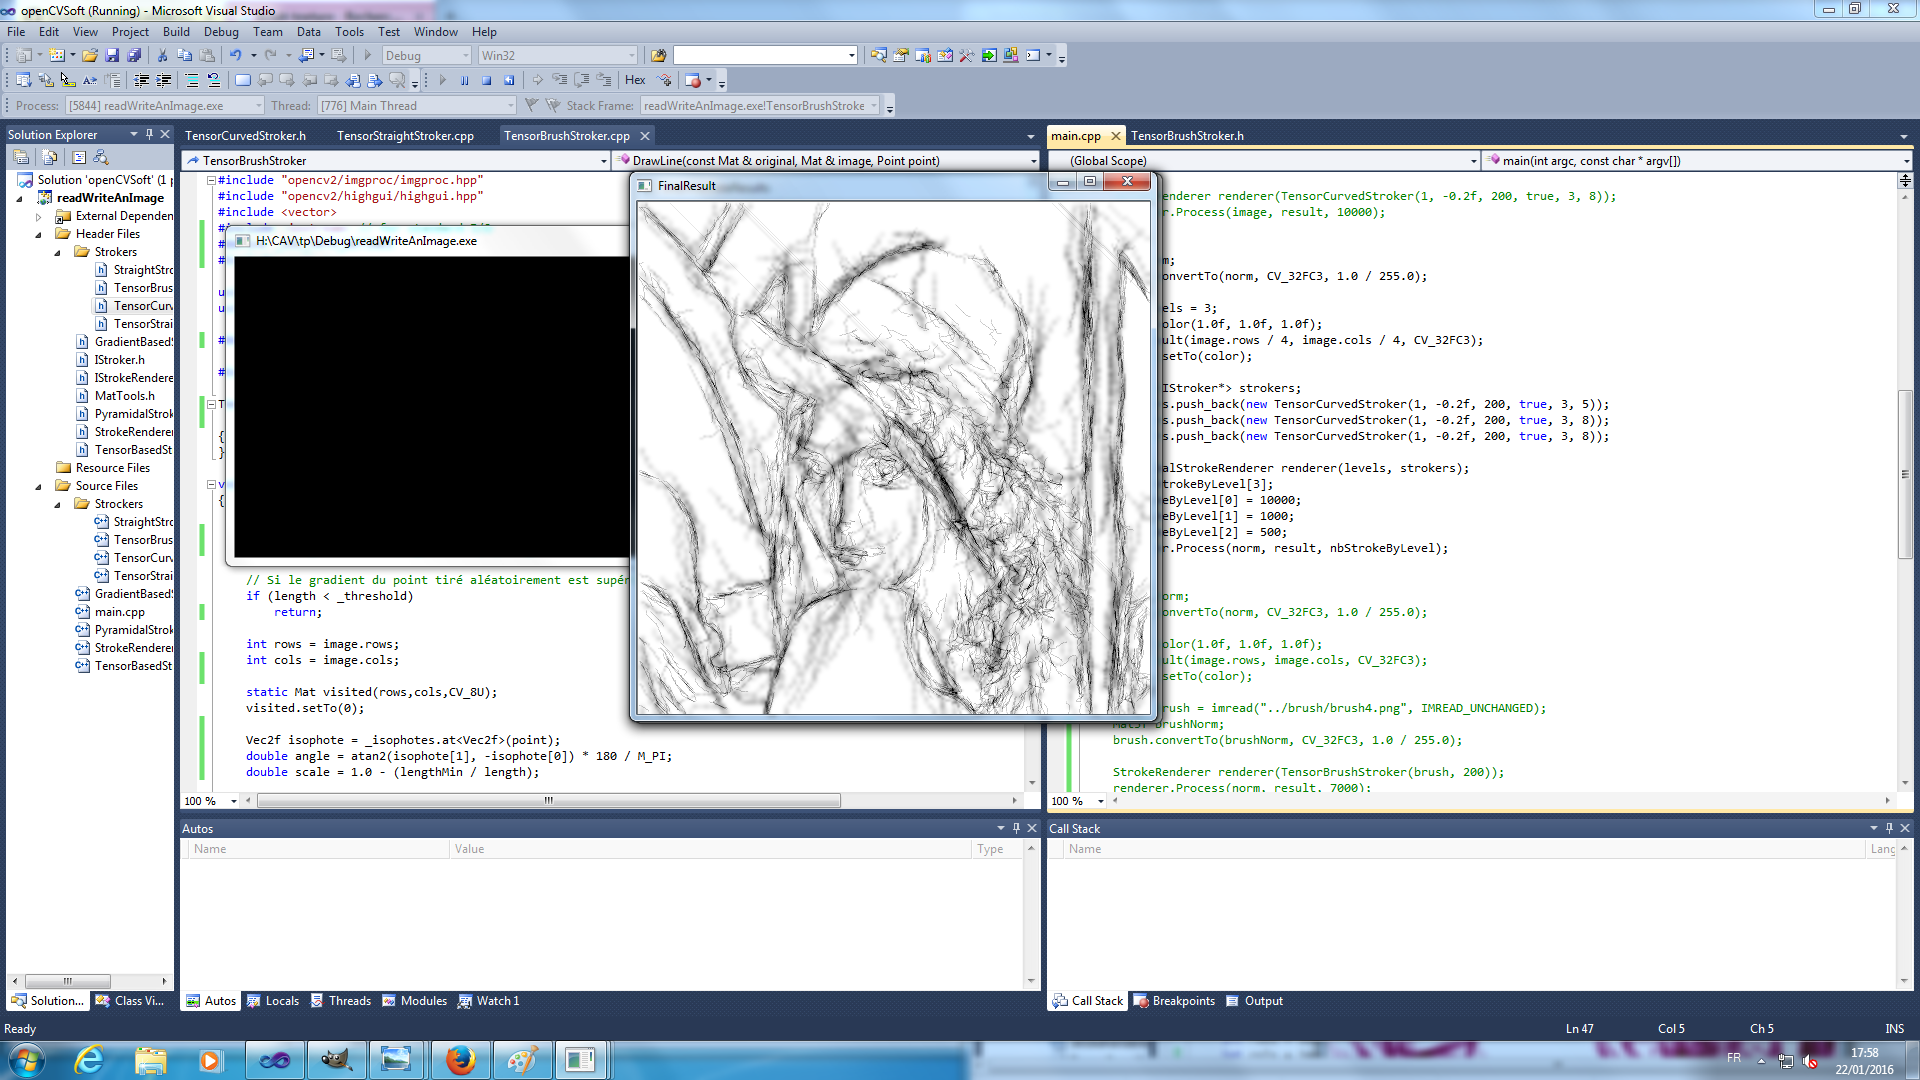 openCVSoft (Running) - Microsoft Visual Studio
File Edit View Project Build Debug Team Data Tools Test Window Help
Debug Win32
Hex
Process: [5844] readWriteAnImage.exe Thread: [776] Main Thread Stack Frame: readWriteAnImage.exe!TensorBrushStroke
Solution Explorer
Solution 'openCVSoft' (1
readWriteAnImage
External Dependen
Header Files
Strokers
StraightStro
TensorBrus
TensorCurv
TensorStrai
GradientBasedS
IStroker.h
IStrokeRendere
MatTools.h
PyramidalStrok
StrokeRenderer
TensorBasedSt
Resource Files
Source Files
Strockers
StraightStro
TensorBrus
TensorCurv
TensorStrai
GradientBasedS
main.cpp
PyramidalStrok
StrokeRenderer
TensorBasedSt
Solution... Class Vi...
TensorCurvedStroker.h TensorStraightStroker.cpp TensorBrushStroker.cpp
TensorBrushStroker DrawLine(const Mat & original, Mat & image, Point point)
#include "opencv2/imgproc/imgproc.hpp"
#include "opencv2/highgui/highgui.hpp"
#include <vector>
H:\CAV\tp\Debug\readWriteAnImage.exe
FinalResult
// Si le gradient du point tiré aléatoirement est supér
if (length < _threshold)
return;
int rows = image.rows;
int cols = image.cols;
static Mat visited(rows,cols,CV_8U);
visited.setTo(0);
Vec2f isophote = _isophotes.at<Vec2f>(point);
double angle = atan2(isophote[1], -isophote[0]) * 180 / M_PI;
double scale = 1.0 - (lengthMin / length);
100 %
main.cpp TensorBrushStroker.h
(Global Scope) main(int argc, const char * argv[])
renderer renderer(TensorCurvedStroker(1, -0.2f, 200, true, 3, 8));
r.Process(image, result, 10000);
m;
onvertTo(norm, CV_32FC3, 1.0 / 255.0);
els = 3;
olor(1.0f, 1.0f, 1.0f);
ult(image.rows / 4, image.cols / 4, CV_32FC3);
setTo(color);
IStroker*> strokers;
s.push_back(new TensorCurvedStroker(1, -0.2f, 200, true, 3, 5));
s.push_back(new TensorCurvedStroker(1, -0.2f, 200, true, 3, 8));
s.push_back(new TensorCurvedStroker(1, -0.2f, 200, true, 3, 8));
alStrokeRenderer renderer(levels, strokers);
trokeByLevel[3];
eByLevel[0] = 10000;
eByLevel[1] = 1000;
eByLevel[2] = 500;
r.Process(norm, result, nbStrokeByLevel);
orm;
onvertTo(norm, CV_32FC3, 1.0 / 255.0);
olor(1.0f, 1.0f, 1.0f);
ult(image.rows, image.cols, CV_32FC3);
setTo(color);
rush = imread("../brush/brush4.png", IMREAD_UNCHANGED);
brushNorm;
brush.convertTo(brushNorm, CV_32FC3, 1.0 / 255.0);
StrokeRenderer renderer(TensorBrushStroker(brush, 200));
renderer.Process(norm, result, 7000);
100 %
Autos
Name Value Type
Autos Locals Threads Modules Watch 1
Call Stack
Name Lang
Call Stack Breakpoints Output
Ready Ln 47 Col 5 Ch 5 INS
FR
17:58
22/01/2016